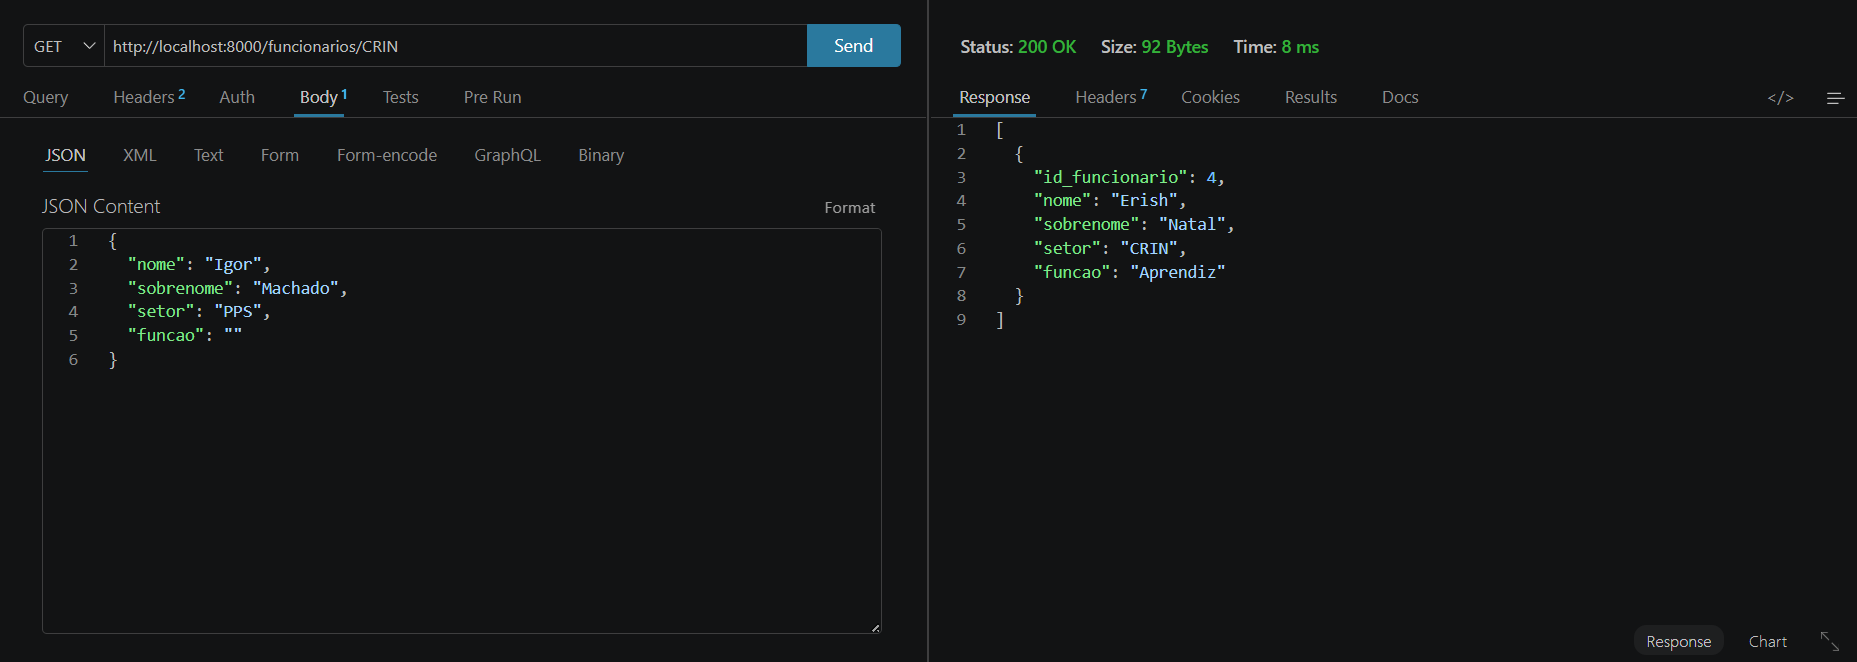 GET http://localhost:8000/funcionarios/CRIN Send
Query Headers 2 Auth Body 1 Tests Pre Run
JSON XML Text Form Form-encode GraphQL Binary
JSON Content Format
1 {
2 "nome": "Igor",
3 "sobrenome": "Machado",
4 "setor": "PPS",
5 "funcao": ""
6 }
Status: 200 OK Size: 92 Bytes Time: 8 ms
Response Headers 7 Cookies Results Docs </>
1 [
2 {
3 "id_funcionario": 4,
4 "nome": "Erish",
5 "sobrenome": "Natal",
6 "setor": "CRIN",
7 "funcao": "Aprendiz"
8 }
9 ]
Response Chart